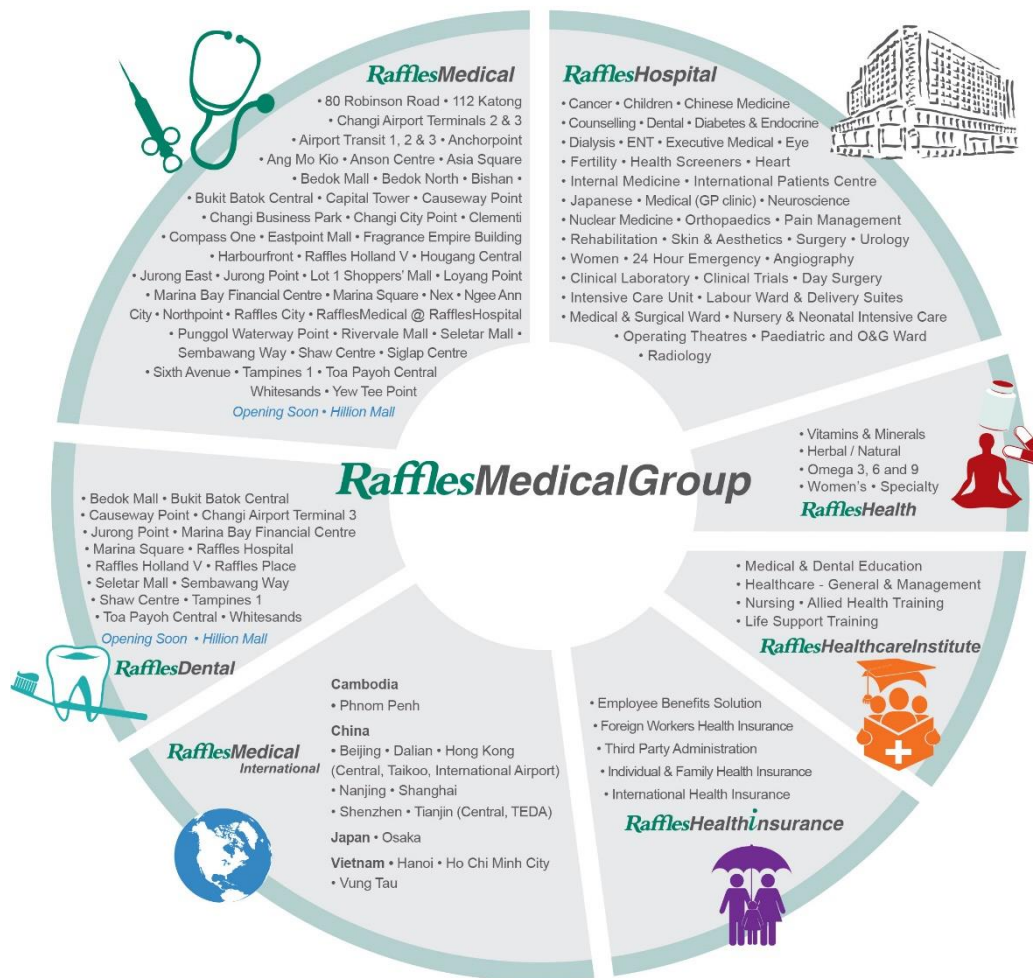 RafflesMedical
• 80 Robinson Road • 112 Katong
• Changi Airport Terminals 2 & 3
• Airport Transit 1, 2 & 3 • Anchorpoint
• Ang Mo Kio • Anson Centre • Asia Square
• Bedok Mall • Bedok North • Bishan •
• Bukit Batok Central • Capital Tower • Causeway Point
• Changi Business Park • Changi City Point • Clementi
• Compass One • Eastpoint Mall • Fragrance Empire Building
• Harbourfront • Raffles Holland V • Hougang Central
• Jurong East • Jurong Point • Lot 1 Shoppers' Mall • Loyang Point
• Marina Bay Financial Centre • Marina Square • Nex • Ngee Ann
City • Northpoint • Raffles City • RafflesMedical @ RafflesHospital
• Punggol Waterway Point • Rivervale Mall • Seletar Mall •
Sembawang Way • Shaw Centre • Siglap Centre
• Sixth Avenue • Tampines 1 • Toa Payoh Central
Whitesands • Yew Tee Point
Opening Soon • Hillion Mall
RafflesHospital
• Cancer • Children • Chinese Medicine
• Counselling • Dental • Diabetes & Endocrine
• Dialysis • ENT • Executive Medical • Eye
• Fertility • Health Screeners • Heart
• Internal Medicine • International Patients Centre
• Japanese • Medical (GP clinic) • Neuroscience
• Nuclear Medicine • Orthopaedics • Pain Management
• Rehabilitation • Skin & Aesthetics • Surgery • Urology
• Women • 24 Hour Emergency • Angiography
• Clinical Laboratory • Clinical Trials • Day Surgery
• Intensive Care Unit • Labour Ward & Delivery Suites
• Medical & Surgical Ward • Nursery & Neonatal Intensive Care
• Operating Theatres • Paediatric and O&G Ward
• Radiology
• Vitamins & Minerals
• Herbal / Natural
• Omega 3, 6 and 9
• Women's • Specialty
RafflesHealth
RafflesMedicalGroup
• Bedok Mall • Bukit Batok Central
• Causeway Point • Changi Airport Terminal 3
• Jurong Point • Marina Bay Financial Centre
• Marina Square • Raffles Hospital
• Raffles Holland V • Raffles Place
• Seletar Mall • Sembawang Way
• Shaw Centre • Tampines 1
• Toa Payoh Central • Whitesands
Opening Soon • Hillion Mall
RafflesDental
• Medical & Dental Education
• Healthcare - General & Management
• Nursing • Allied Health Training
• Life Support Training
RafflesHealthcareInstitute
RafflesMedical
International
Cambodia
• Phnom Penh
China
• Beijing • Dalian • Hong Kong
(Central, Taikoo, International Airport)
• Nanjing • Shanghai
• Shenzhen • Tianjin (Central, TEDA)
Japan • Osaka
Vietnam • Hanoi • Ho Chi Minh City
• Vung Tau
• Employee Benefits Solution
• Foreign Workers Health Insurance
• Third Party Administration
• Individual & Family Health Insurance
• International Health Insurance
RafflesHealthinsurance